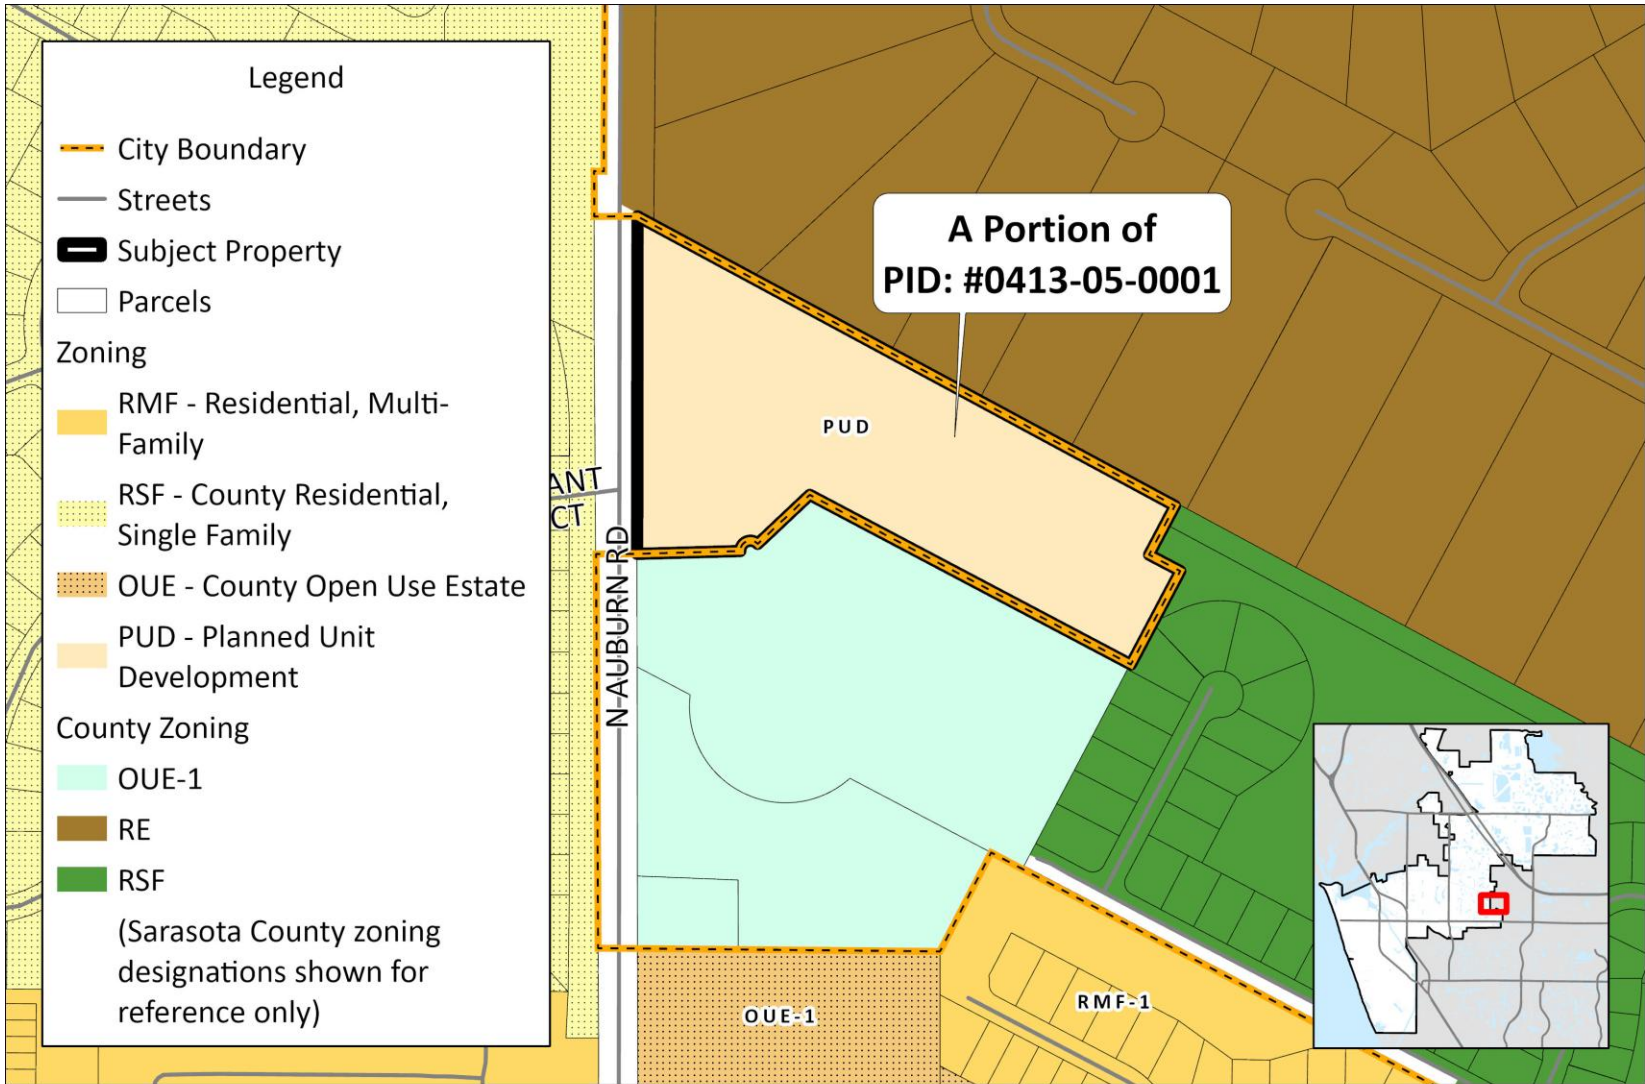 Legend
City Boundary
Streets
Subject Property
Parcels
Zoning
RMF - Residential, Multi-
Family
RSF - County Residential,
Single Family
OUE - County Open Use Estate
PUD - Planned Unit
Development
County Zoning
OUE-1
RE
RSF
(Sarasota County zoning
designations shown for
reference only)
A Portion of
PID: #0413-05-0001
PUD
ANT
CT
N AUBURN RD
OUE-1
RMF-1